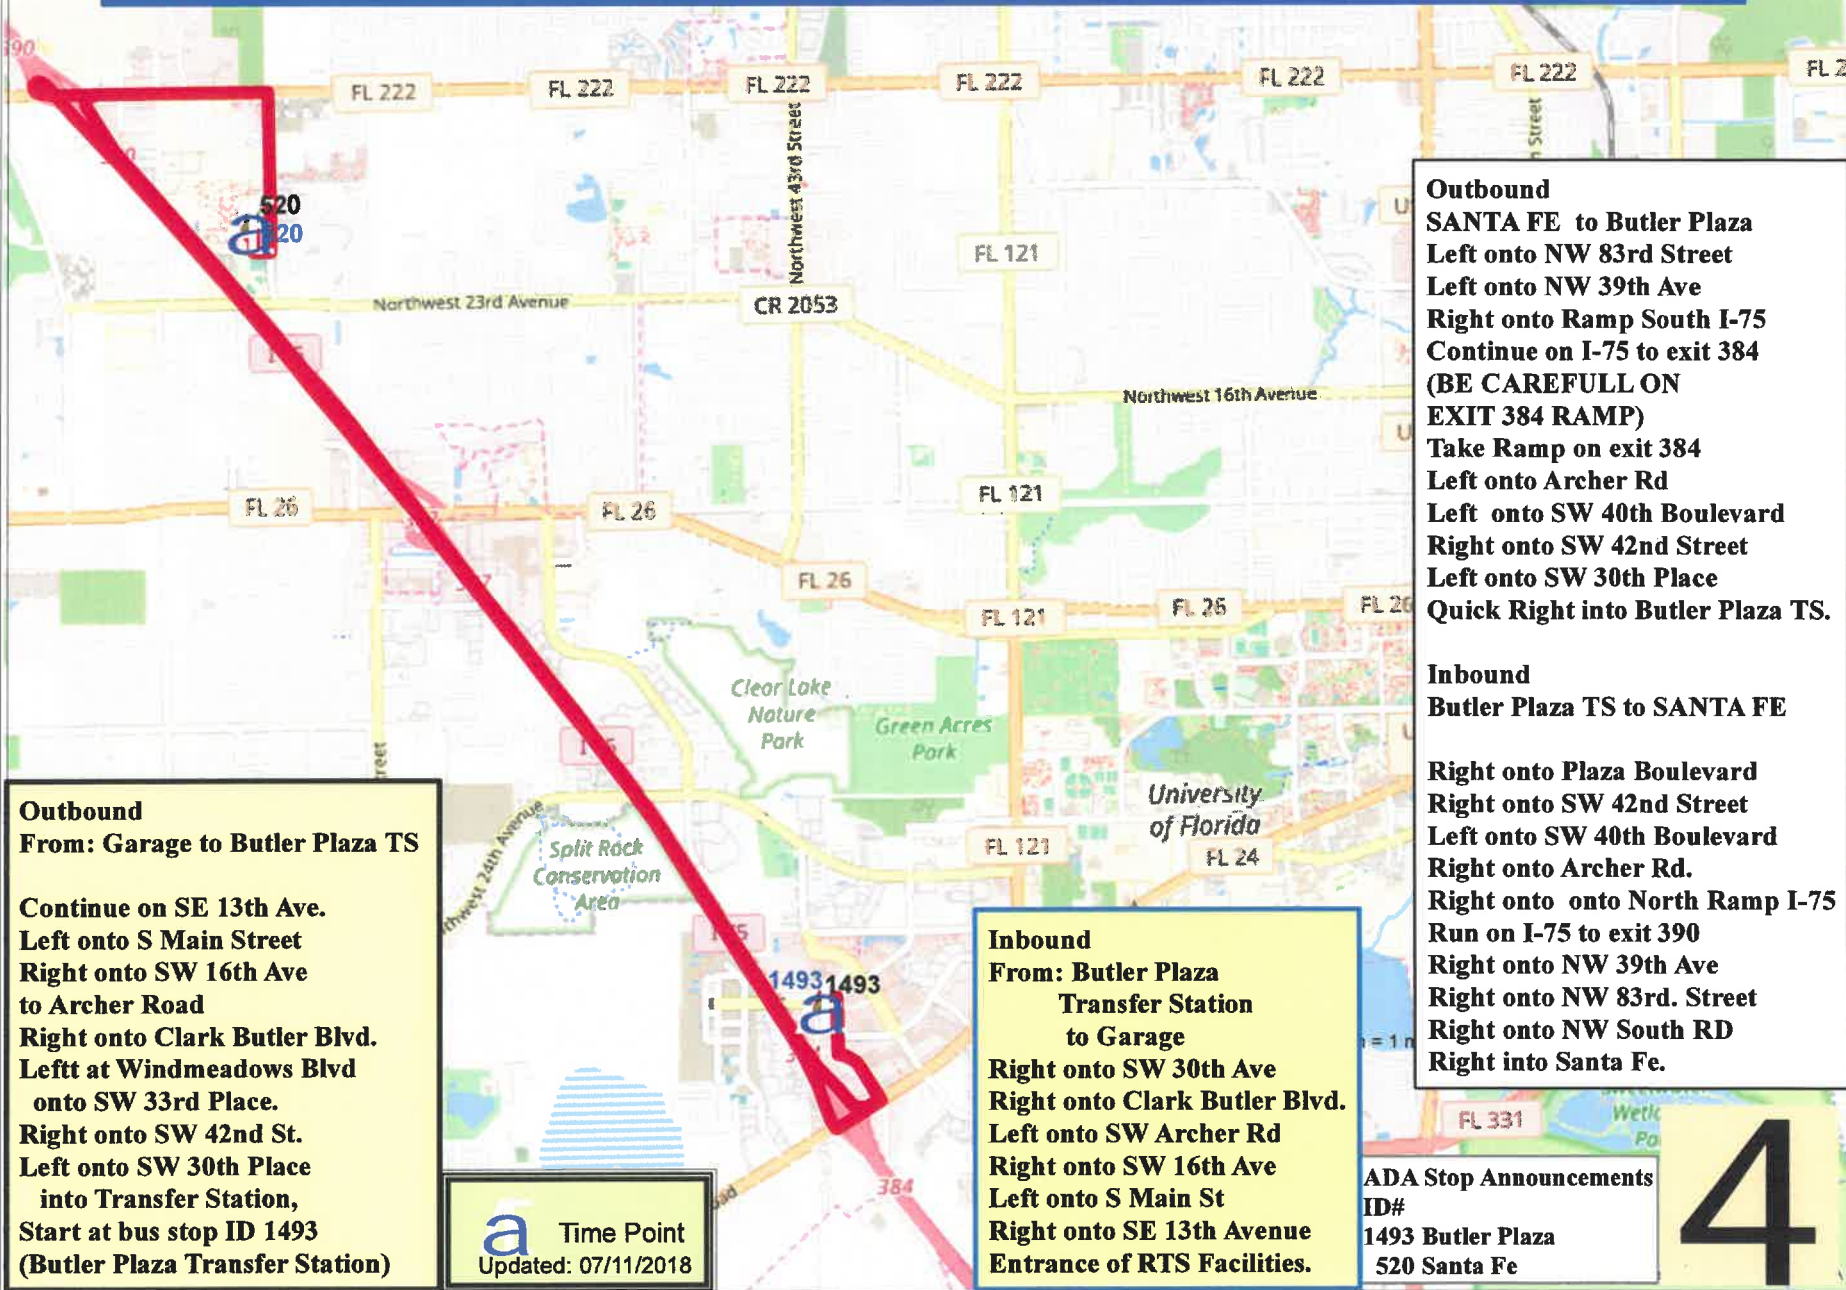 FL 222
FL 222
FL 222
FL 222
FL 222
FL 222
Northwest 43rd Street
520
a
FL 121
Northwest 23rd Avenue
CR 2053
Northwest 16th Avenue
FL 26
FL 26
FL 121
FL 26
FL 121
FL 26
FL 26
Clear Lake
Nature
Park
Green Acres
Park
University
of Florida
FL 121
FL 24
Split Rock
Conservation
Area
1493
1493
a
384
FL 331
Outbound
SANTA FE to Butler Plaza
Left onto NW 83rd Street
Left onto NW 39th Ave
Right onto Ramp South I-75
Continue on I-75 to exit 384
(BE CAREFULL ON
EXIT 384 RAMP)
Take Ramp on exit 384
Left onto Archer Rd
Left onto SW 40th Boulevard
Right onto SW 42nd Street
Left onto SW 30th Place
Quick Right into Butler Plaza TS.
Inbound
Butler Plaza TS to SANTA FE
Right onto Plaza Boulevard
Right onto SW 42nd Street
Left onto SW 40th Boulevard
Right onto Archer Rd.
Right onto onto North Ramp I-75
Run on I-75 to exit 390
Right onto NW 39th Ave
Right onto NW 83rd. Street
Right onto NW South RD
Right into Santa Fe.
Outbound
From: Garage to Butler Plaza TS
Continue on SE 13th Ave.
Left onto S Main Street
Right onto SW 16th Ave
to Archer Road
Right onto Clark Butler Blvd.
Leftt at Windmeadows Blvd
onto SW 33rd Place.
Right onto SW 42nd St.
Left onto SW 30th Place
into Transfer Station,
Start at bus stop ID 1493
(Butler Plaza Transfer Station)
a Time Point
Updated: 07/11/2018
Inbound
From: Butler Plaza
Transfer Station
to Garage
Right onto SW 30th Ave
Right onto Clark Butler Blvd.
Left onto SW Archer Rd
Right onto SW 16th Ave
Left onto S Main St
Right onto SE 13th Avenue
Entrance of RTS Facilities.
ADA Stop Announcements
ID#
1493 Butler Plaza
520 Santa Fe
4